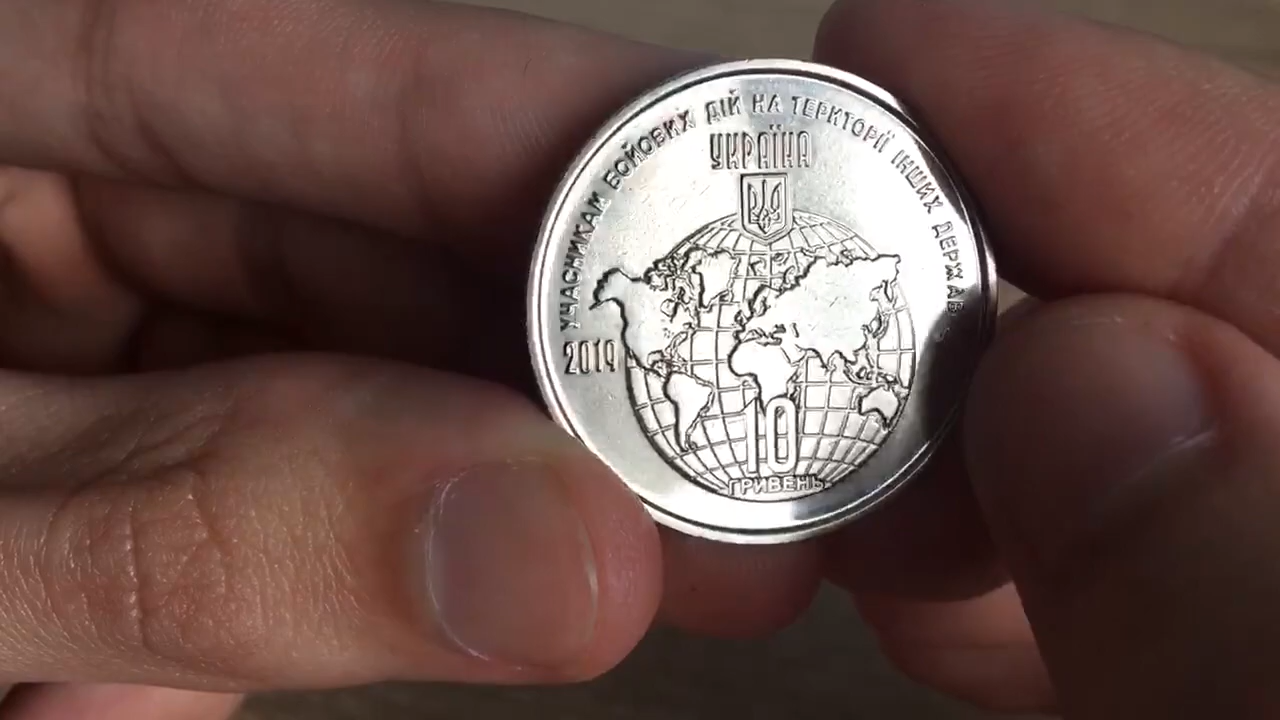 УЧАСНИКАМ БОЙОВИХ ДІЙ НА ТЕРИТОРІЇ ІНШИХ ДЕРЖАВ
УКРАЇНА
2019
10
ГРИВЕНЬ